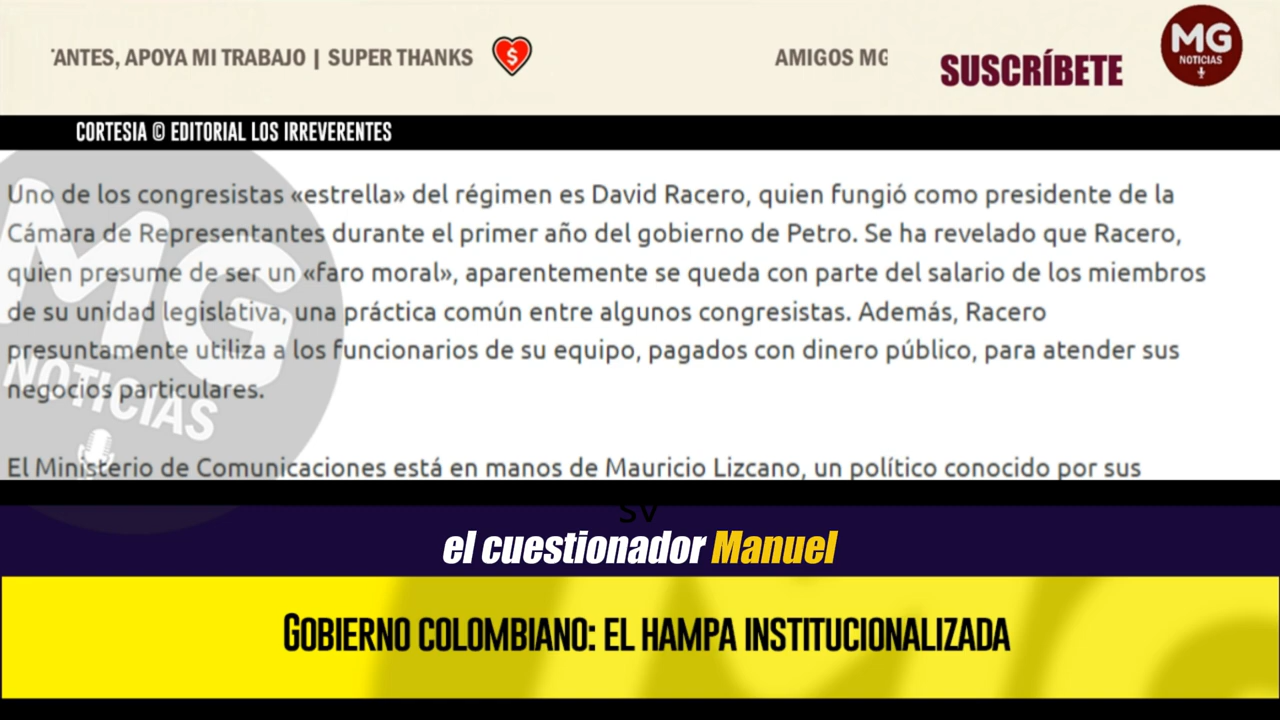 TANTES, APOYA MI TRABAJO | SUPER THANKS
AMIGOS MG
SUSCRÍBETE
MG
NOTICIAS
CORTESIA © EDITORIAL LOS IRREVERENTES
Uno de los congresistas «estrella» del régimen es David Racero, quien fungió como presidente de la
Cámara de Representantes durante el primer año del gobierno de Petro. Se ha revelado que Racero,
quien presume de ser un «faro moral», aparentemente se queda con parte del salario de los miembros
de su unidad legislativa, una práctica común entre algunos congresistas. Además, Racero
presuntamente utiliza a los funcionarios de su equipo, pagados con dinero público, para atender sus
negocios particulares.
El Ministerio de Comunicaciones está en manos de Mauricio Lizcano, un político conocido por sus
MG
NOTICIAS
el cuestionador Manuel
GOBIERNO COLOMBIANO: EL HAMPA INSTITUCIONALIZADA